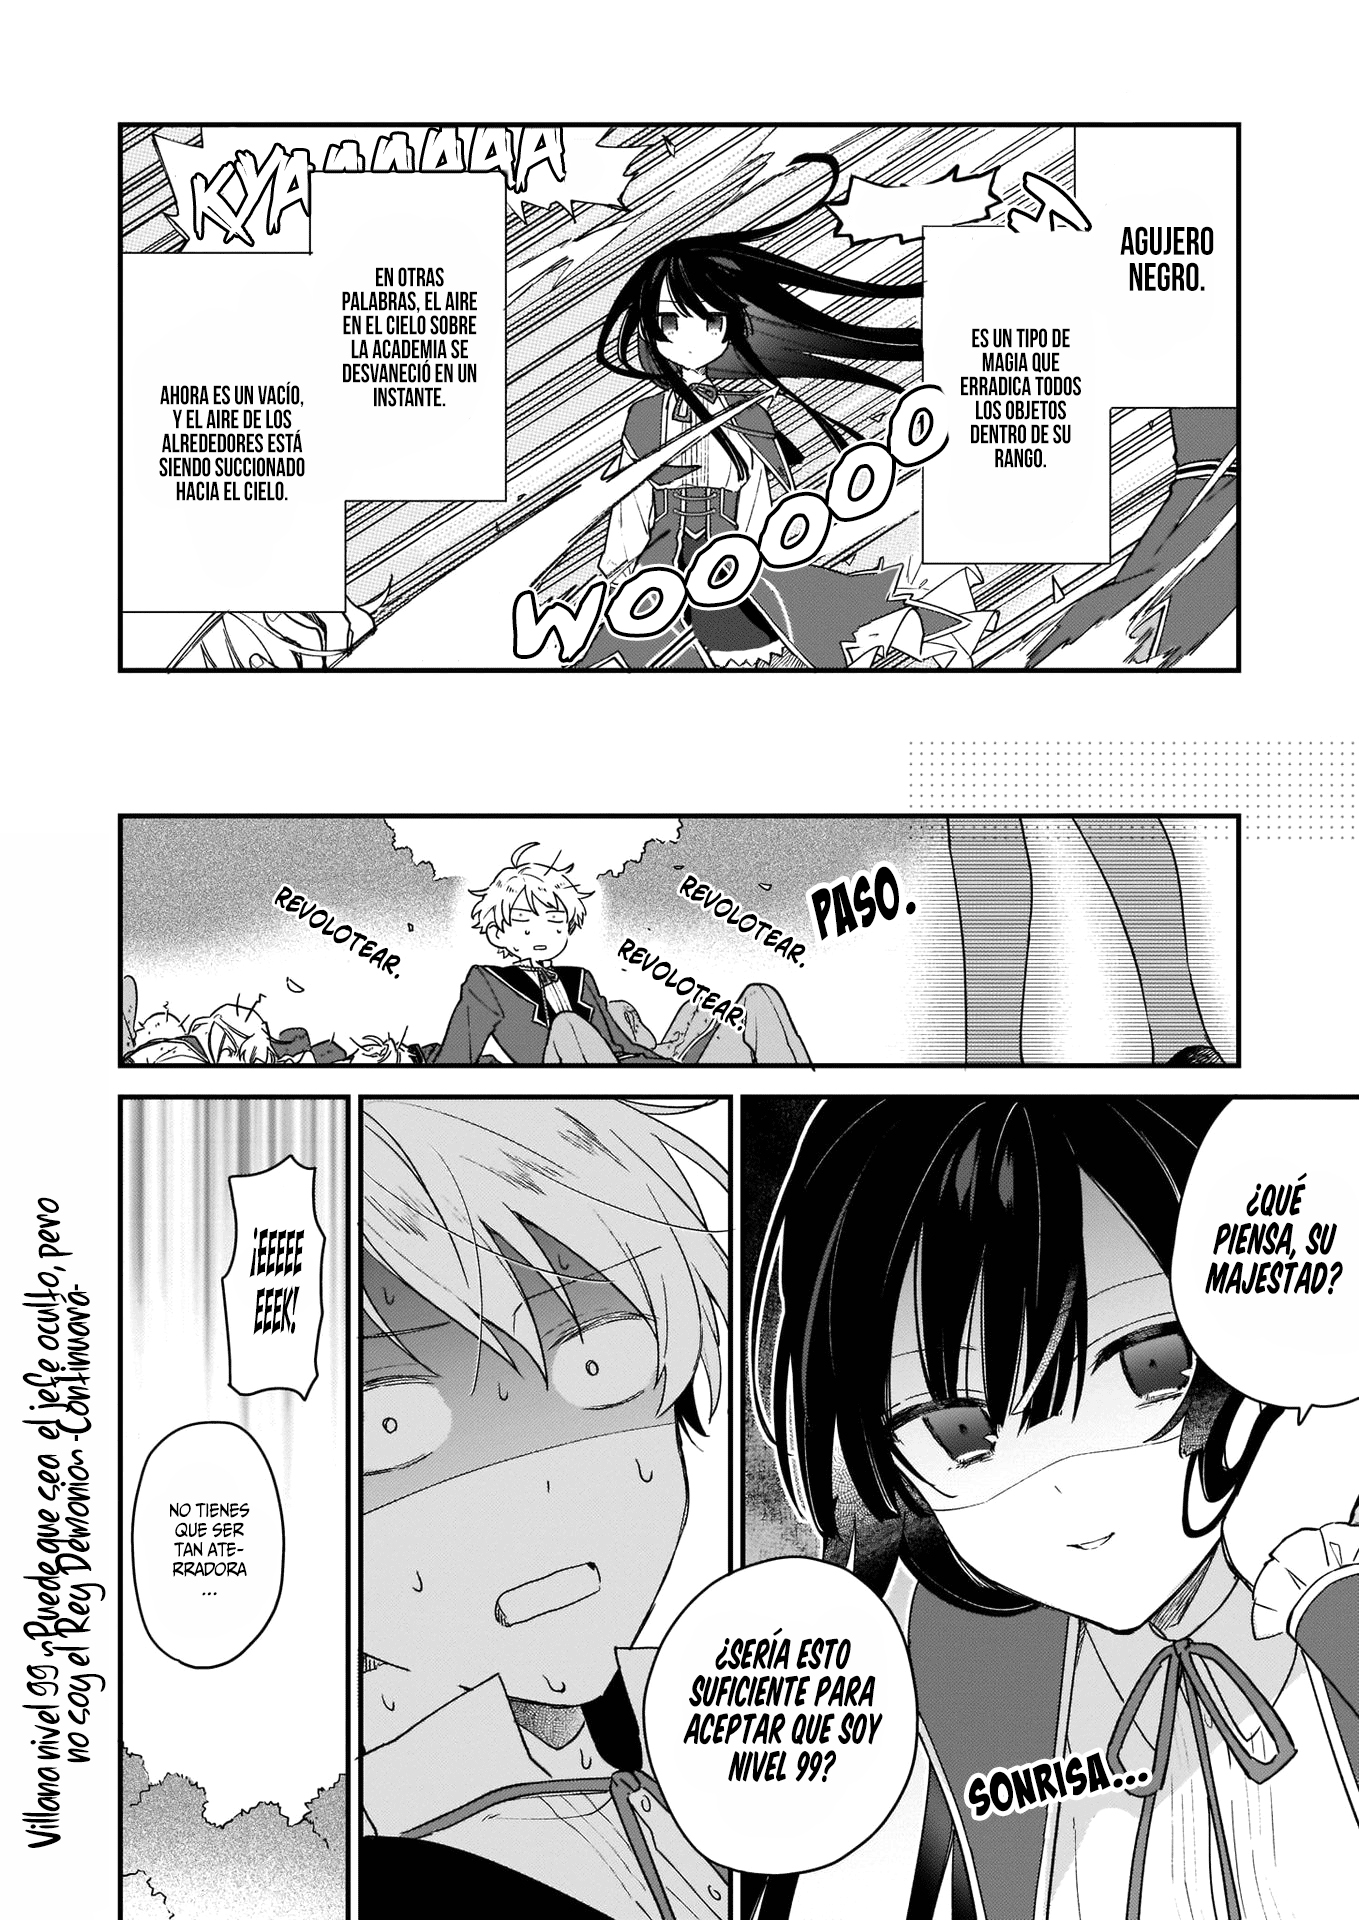 AGUJERO
NEGRO.
ES UN TIPO DE
MAGIA QUE
ERRADICA TODOS
LOS OBJETOS
DENTRO DE SU
RANGO.
KYAAAAAAA
EN OTRAS
PALABRAS, EL AIRE
EN EL CIELO SOBRE
LA ACADEMIA SE
DESVANECIÓ EN UN
INSTANTE.
AHORA ES UN VACÍO,
Y EL AIRE DE LOS
ALREDEDORES ESTÁ
SIENDO SUCCIONADO
HACIA EL CIELO.
WOOOOOO
PASO.
REVOLOTEAR.
REVOLOTEAR.
REVOLOTEAR.
REVOLOTEAR.
¿QUÉ
PIENSA, SU
MAJESTAD?
SONRISA...
¿SERÍA ESTO
SUFICIENTE PARA
ACEPTAR QUE SOY
NIVEL 99?
¡EEEEE
EEEK!
NO TIENES
QUE SER
TAN ATE-
RRADORA
...
Villana nivel 99 ~Puede que sea el jefe oculto, pero
no soy el Rey Demonio~ -Continuará-